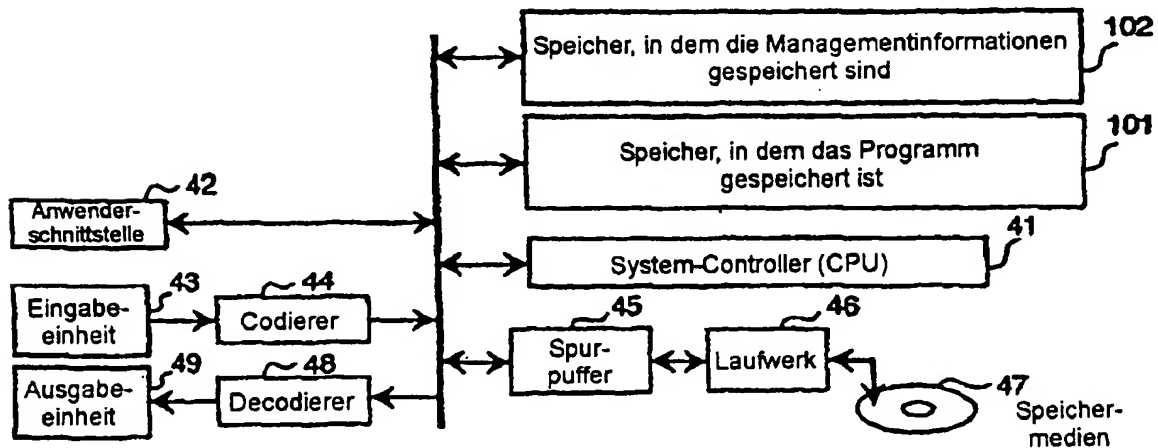 Speicher, in dem die Managementinformationen
gespeichert sind
102
Speicher, in dem das Programm
gespeichert ist
101
42
Anwender-
schnittstelle
System-Controller (CPU)
41
43
Eingabe-
einheit
44
Codierer
45
Spur-
puffer
46
Laufwerk
49
Ausgabe-
einheit
48
Decodierer
47
Speicher-
medien